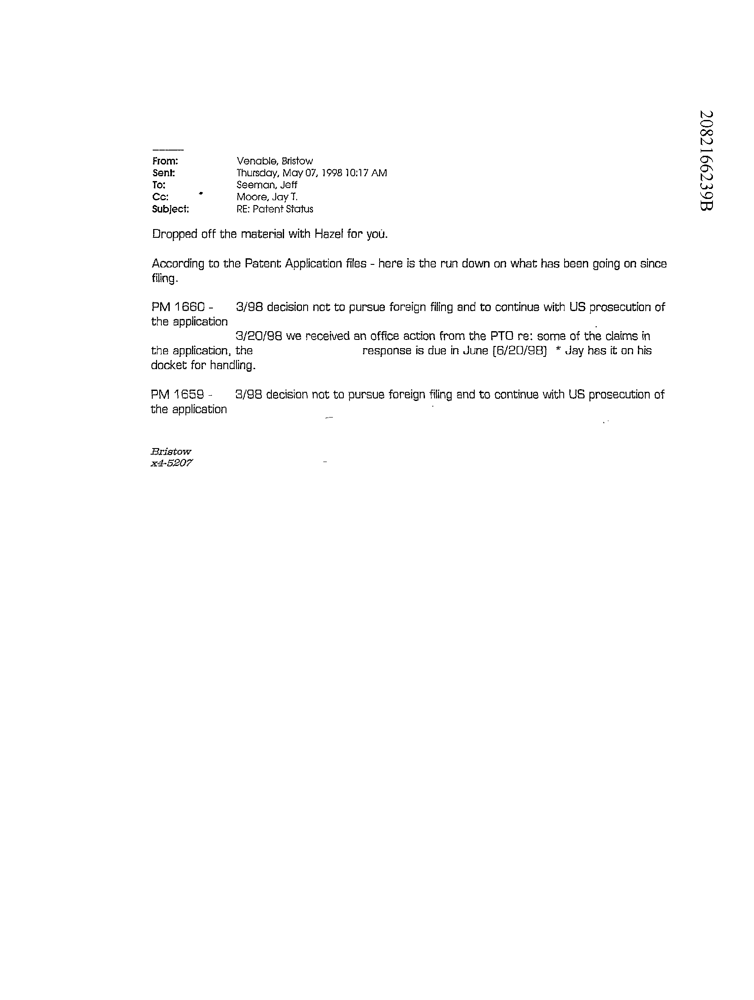 2082166239B
From: Venable, Bristow
Sent: Thursday, May 07, 1998 10:17 AM
To: Seeman, Jeff
Cc: Moore, Jay T.
Subject: RE: Patent Status
Dropped off the material with Hazel for you.
According to the Patent Application files - here is the run down on what has been going on since
filing.
PM 1660 - 3/98 decision not to pursue foreign filing and to continue with US prosecution of
the application
3/20/98 we received an office action from the PTO re: some of the claims in
the application, the response is due in June (6/20/98) * Jay has it on his
docket for handling.
PM 1659 - 3/98 decision not to pursue foreign filing and to continue with US prosecution of
the application
Bristow
x4-5207